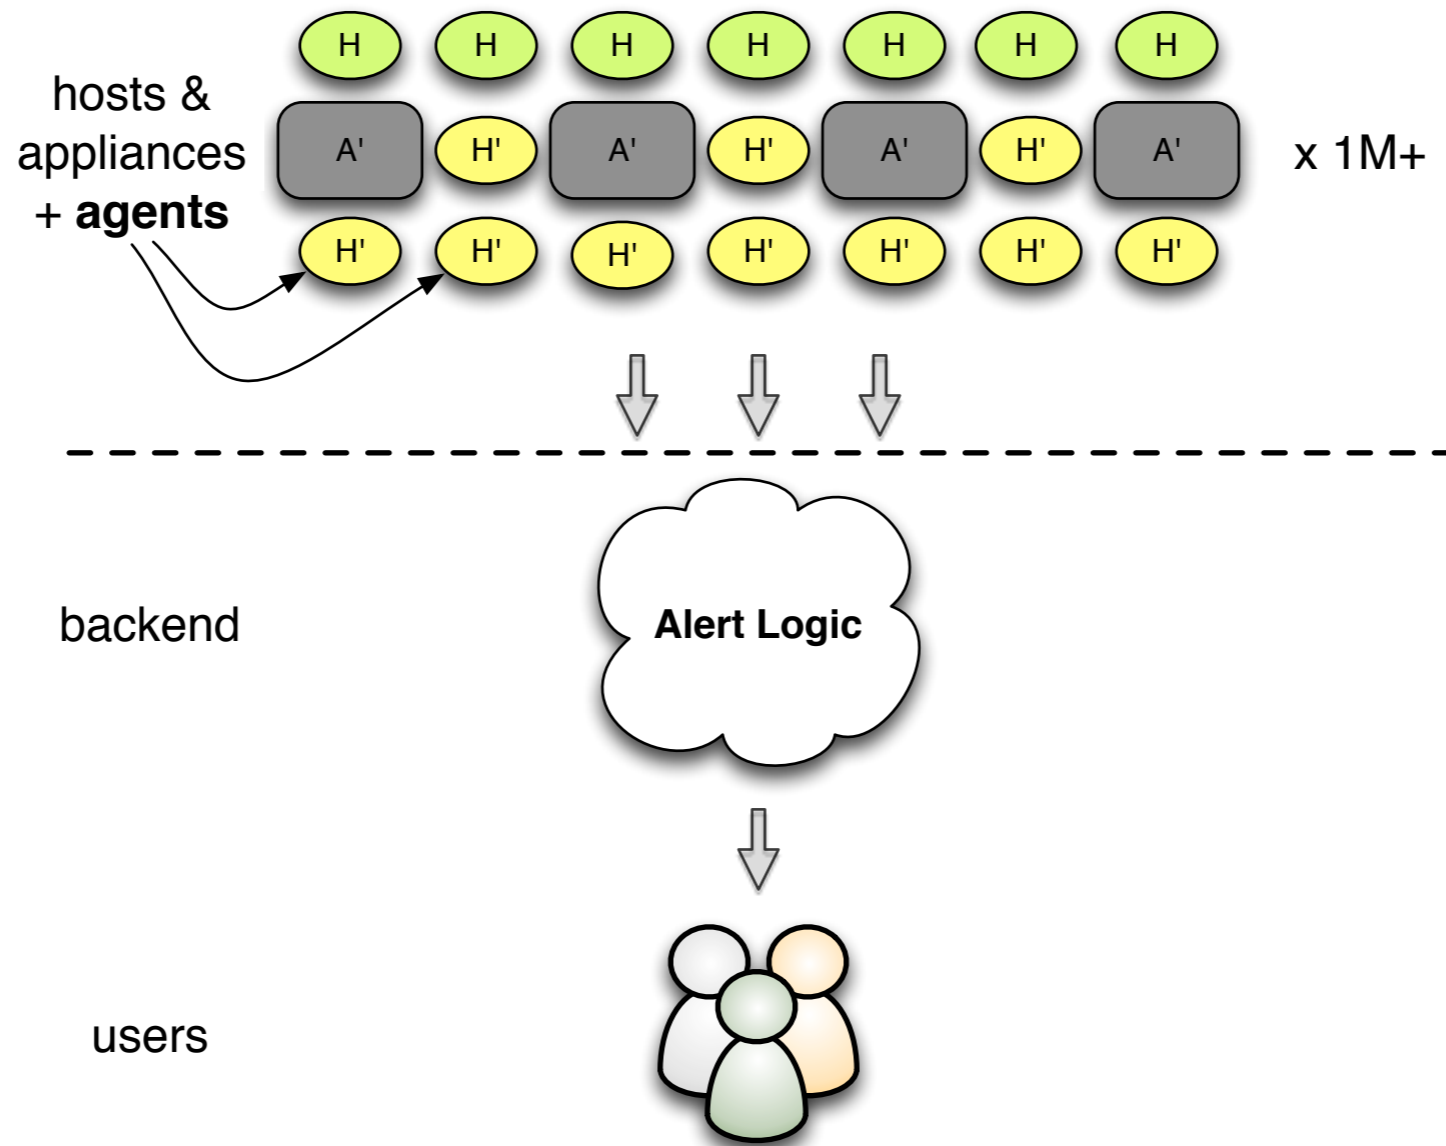 H H H H H H H
hosts &
appliances
+ agents
A' H' A' H' A' H' A'
x 1M+
H' H' H' H' H' H' H'
backend
Alert Logic
users